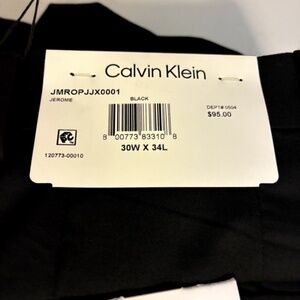 Calvin Klein
JMROPJJX0001
JEROME
BLACK
DEPT# 0504
$95.00
8 00773 83310 8
30W X 34L
120773-00010